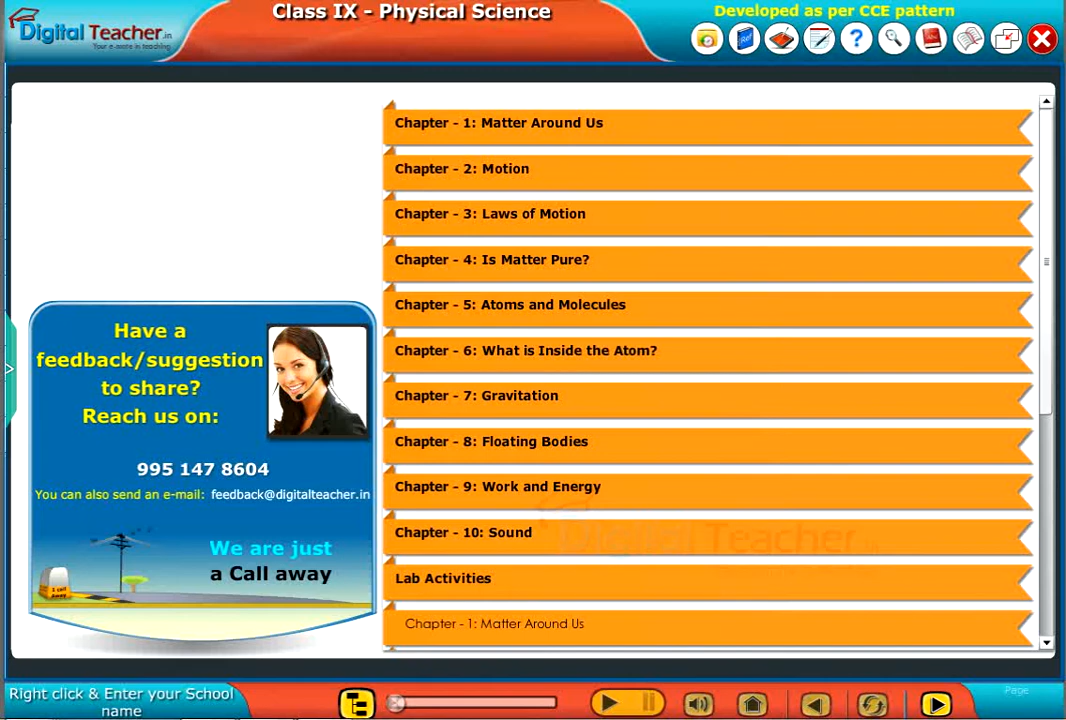 Digital Teacher.in
Your e-mate in teaching
Class IX - Physical Science
Developed as per CCE pattern
Chapter - 1: Matter Around Us
Chapter - 2: Motion
Chapter - 3: Laws of Motion
Chapter - 4: Is Matter Pure?
Chapter - 5: Atoms and Molecules
Chapter - 6: What is Inside the Atom?
Chapter - 7: Gravitation
Chapter - 8: Floating Bodies
Chapter - 9: Work and Energy
Chapter - 10: Sound
Lab Activities
Chapter - 1: Matter Around Us
Have a
feedback/suggestion
to share?
Reach us on:
995 147 8604
You can also send an e-mail: feedback@digitalteacher.in
We are just
a Call away
Digital Teacher.in
Right click & Enter your School
name
Page